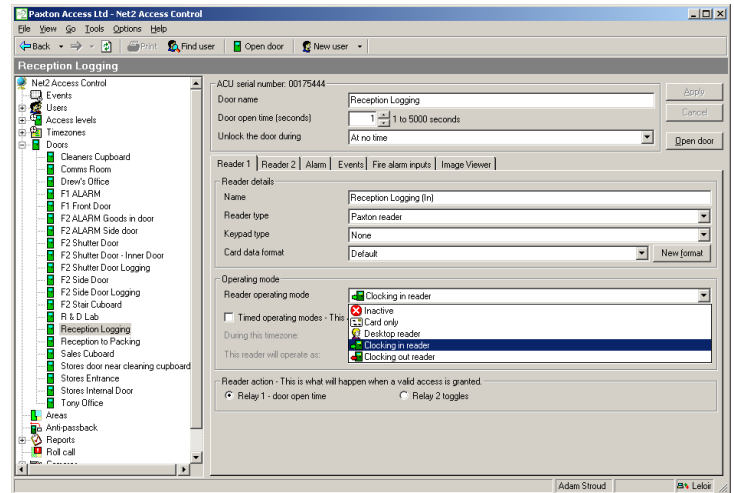 Paxton Access Ltd - Net2 Access Control
File View Go Tools Options Help
Back Print Find user Open door New user
Reception Logging
Net2 Access Control
Events
Users
Access levels
Timezones
Doors
Cleaners Cupboard
Comms Room
Drew's Office
F1 ALARM
F1 Front Door
F2 ALARM Goods in door
F2 ALARM Side door
F2 Shutter Door
F2 Shutter Door - Inner Door
F2 Shutter Door Logging
F2 Side Door
F2 Side Door Logging
F2 Stair Cuboard
R & D Lab
Reception Logging
Reception to Packing
Sales Cuboard
Stores door near cleaning cupboard
Stores Entrance
Stores Internal Door
Tony Office
Areas
Anti-passback
Reports
Roll call
ACU serial number: 00175444
Door name Reception Logging
Door open time (seconds) 1 1 to 5000 seconds
Unlock the door during At no time
Apply
Cancel
Open door
Reader 1 Reader 2 Alarm Events Fire alarm inputs Image Viewer
Reader details
Name Reception Logging (In)
Reader type Paxton reader
Keypad type None
Card data format Default New format
Operating mode
Reader operating mode Clocking in reader
Inactive
Timed operating modes - This
Card only
During this timezone: Desktop reader
Clocking in reader
This reader will operate as: Clocking out reader
Reader action - This is what will happen when a valid access is granted.
Relay 1 - door open time Relay 2 toggles
Adam Stroud Leloir